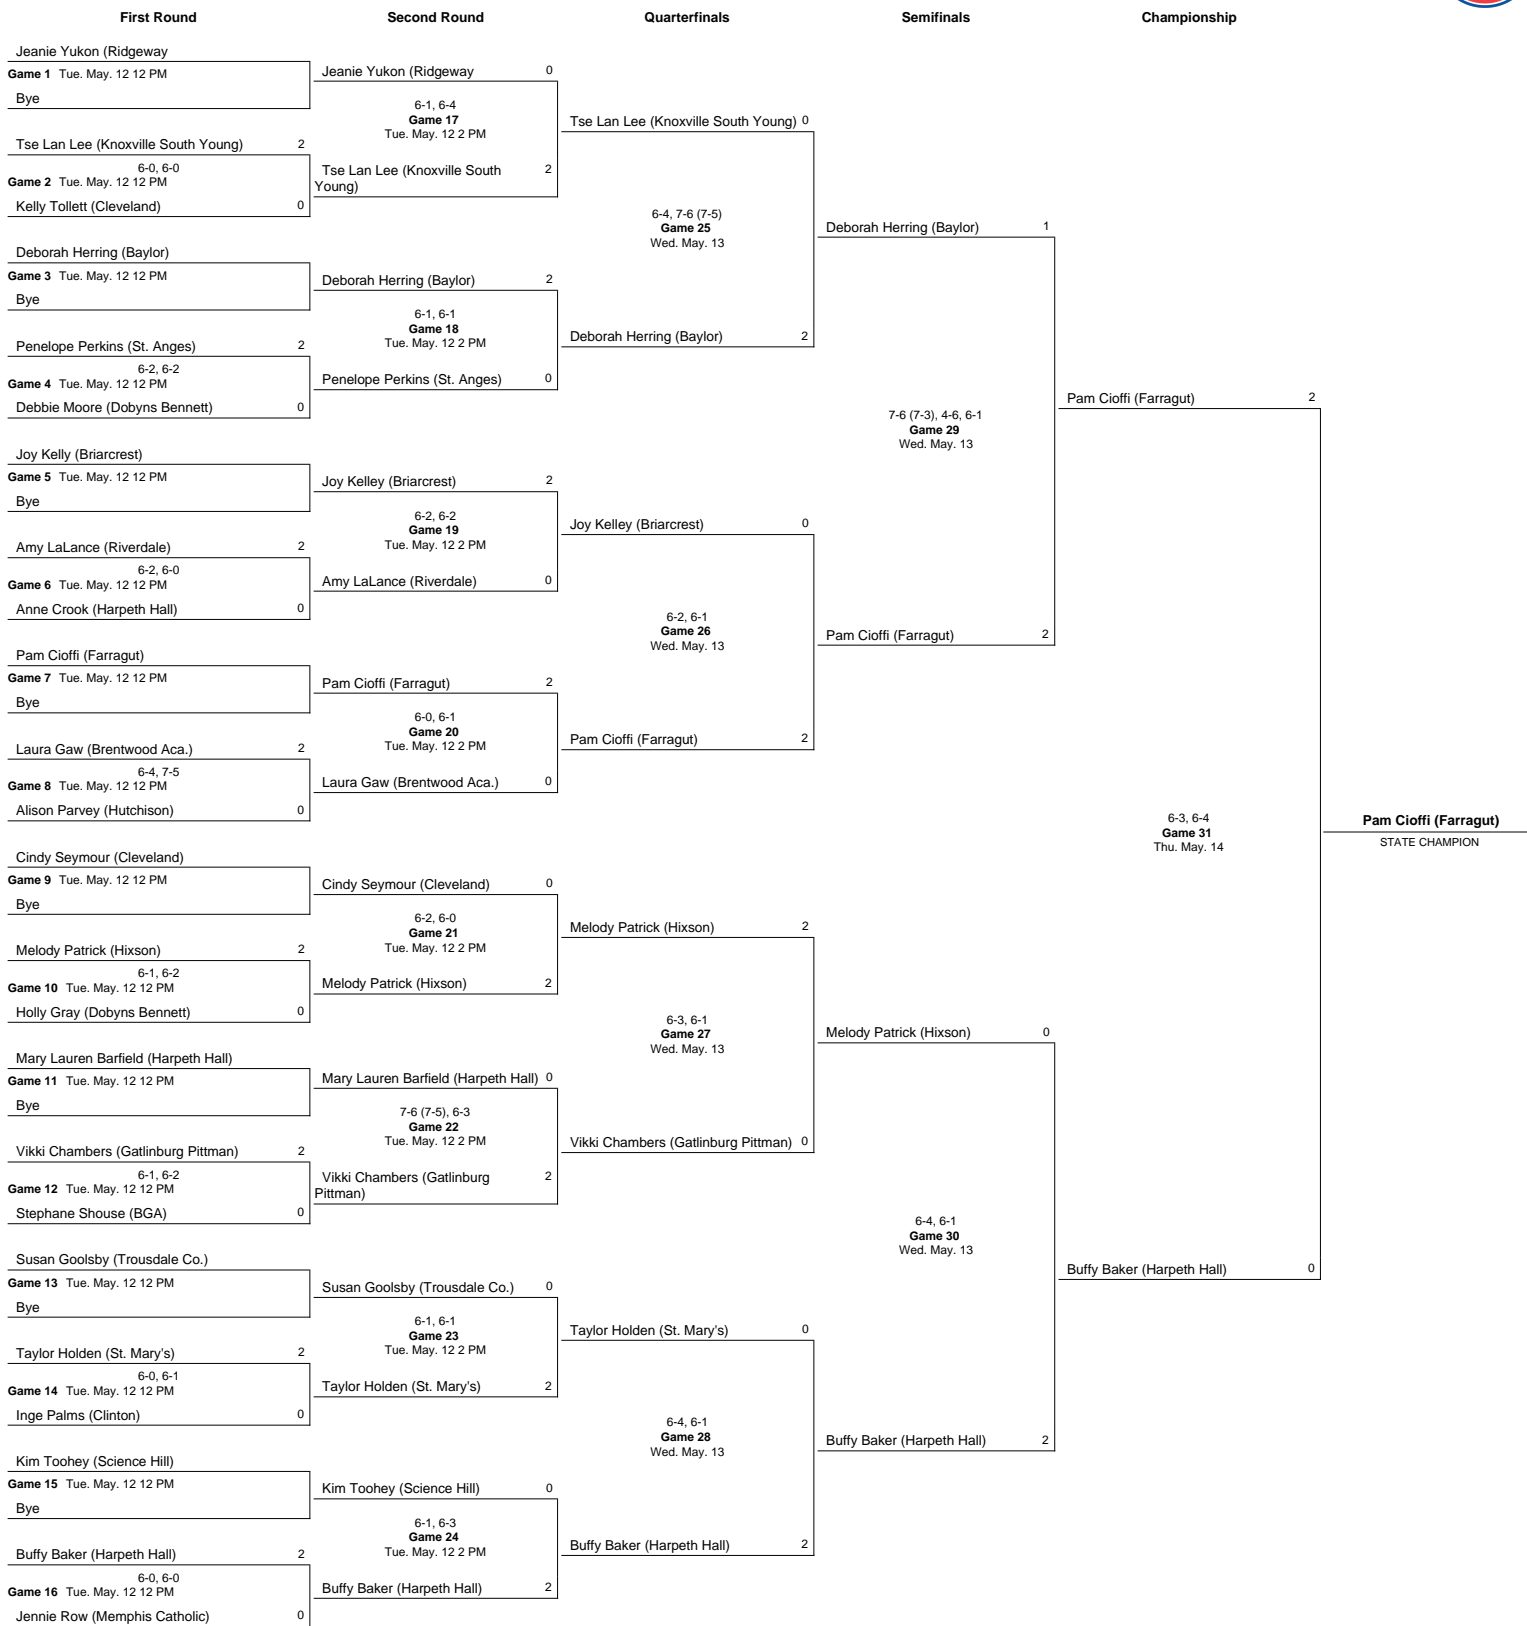 First Round
Second Round
Quarterfinals
Semifinals
Championship
Jeanie Yukon (Ridgeway
Game 1 Tue. May. 12 12 PM
Bye
Tse Lan Lee (Knoxville South Young) 2
6-0, 6-0
Game 2 Tue. May. 12 12 PM
Kelly Tollett (Cleveland) 0
Deborah Herring (Baylor)
Game 3 Tue. May. 12 12 PM
Bye
Penelope Perkins (St. Anges) 2
6-2, 6-2
Game 4 Tue. May. 12 12 PM
Debbie Moore (Dobyns Bennett) 0
Joy Kelly (Briarcrest)
Game 5 Tue. May. 12 12 PM
Bye
Amy LaLance (Riverdale) 2
6-2, 6-0
Game 6 Tue. May. 12 12 PM
Anne Crook (Harpeth Hall) 0
Pam Cioffi (Farragut)
Game 7 Tue. May. 12 12 PM
Bye
Laura Gaw (Brentwood Aca.) 2
6-4, 7-5
Game 8 Tue. May. 12 12 PM
Alison Parvey (Hutchison) 0
Cindy Seymour (Cleveland)
Game 9 Tue. May. 12 12 PM
Bye
Melody Patrick (Hixson) 2
6-1, 6-2
Game 10 Tue. May. 12 12 PM
Holly Gray (Dobyns Bennett) 0
Mary Lauren Barfield (Harpeth Hall)
Game 11 Tue. May. 12 12 PM
Bye
Vikki Chambers (Gatlinburg Pittman) 2
6-1, 6-2
Game 12 Tue. May. 12 12 PM
Stephane Shouse (BGA) 0
Susan Goolsby (Trousdale Co.)
Game 13 Tue. May. 12 12 PM
Bye
Taylor Holden (St. Mary's) 2
6-0, 6-1
Game 14 Tue. May. 12 12 PM
Inge Palms (Clinton) 0
Kim Toohey (Science Hill)
Game 15 Tue. May. 12 12 PM
Bye
Buffy Baker (Harpeth Hall) 2
6-0, 6-0
Game 16 Tue. May. 12 12 PM
Jennie Row (Memphis Catholic) 0
Jeanie Yukon (Ridgeway 0
6-1, 6-4
Game 17
Tue. May. 12 2 PM
Tse Lan Lee (Knoxville South 2
Young)
Deborah Herring (Baylor) 2
6-1, 6-1
Game 18
Tue. May. 12 2 PM
Penelope Perkins (St. Anges) 0
Joy Kelley (Briarcrest) 2
6-2, 6-2
Game 19
Tue. May. 12 2 PM
Amy LaLance (Riverdale) 0
Pam Cioffi (Farragut) 2
6-0, 6-1
Game 20
Tue. May. 12 2 PM
Laura Gaw (Brentwood Aca.) 0
Cindy Seymour (Cleveland) 0
6-2, 6-0
Game 21
Tue. May. 12 2 PM
Melody Patrick (Hixson) 2
Mary Lauren Barfield (Harpeth Hall) 0
7-6 (7-5), 6-3
Game 22
Tue. May. 12 2 PM
Vikki Chambers (Gatlinburg 2
Pittman)
Susan Goolsby (Trousdale Co.) 0
6-1, 6-1
Game 23
Tue. May. 12 2 PM
Taylor Holden (St. Mary's) 2
Kim Toohey (Science Hill) 0
6-1, 6-3
Game 24
Tue. May. 12 2 PM
Buffy Baker (Harpeth Hall) 2
Tse Lan Lee (Knoxville South Young) 0
6-4, 7-6 (7-5)
Game 25
Wed. May. 13
Deborah Herring (Baylor) 2
Joy Kelley (Briarcrest) 0
6-2, 6-1
Game 26
Wed. May. 13
Pam Cioffi (Farragut) 2
Melody Patrick (Hixson) 2
6-3, 6-1
Game 27
Wed. May. 13
Vikki Chambers (Gatlinburg Pittman) 0
Taylor Holden (St. Mary's) 0
6-4, 6-1
Game 28
Wed. May. 13
Buffy Baker (Harpeth Hall) 2
Deborah Herring (Baylor) 1
7-6 (7-3), 4-6, 6-1
Game 29
Wed. May. 13
Pam Cioffi (Farragut) 2
Melody Patrick (Hixson) 0
6-4, 6-1
Game 30
Wed. May. 13
Buffy Baker (Harpeth Hall) 2
Pam Cioffi (Farragut) 2
6-3, 6-4
Game 31
Thu. May. 14
Buffy Baker (Harpeth Hall) 0
Pam Cioffi (Farragut)
STATE CHAMPION